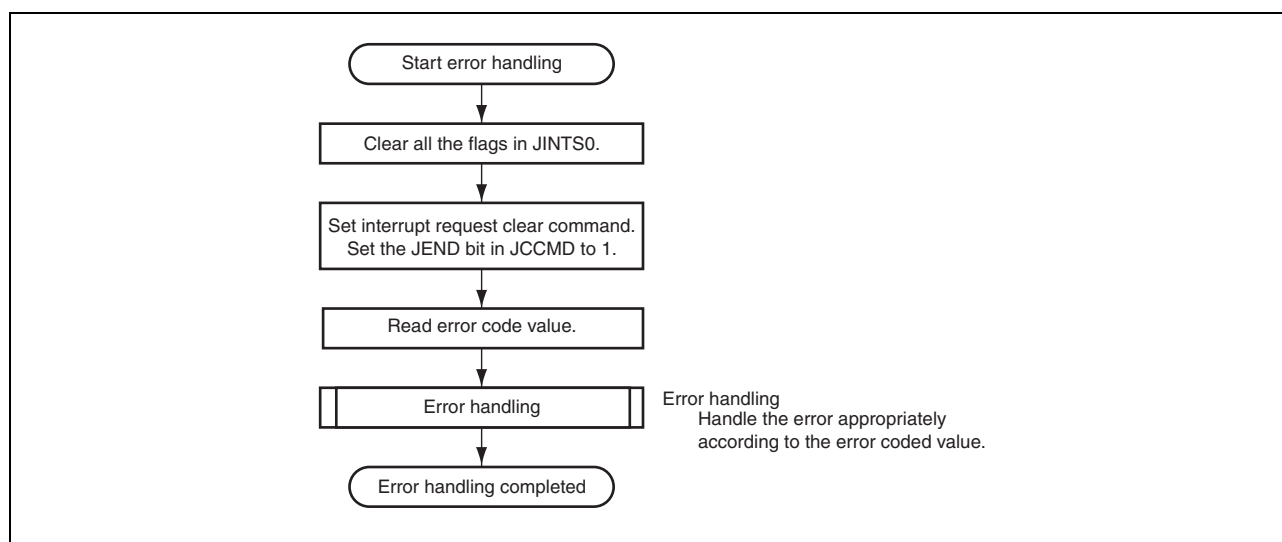 Start error handling
Clear all the flags in JINTS0.
Set interrupt request clear command.
Set the JEND bit in JCCMD to 1.
Read error code value.
Error handling
Error handling
Handle the error appropriately
according to the error coded value.
Error handling completed